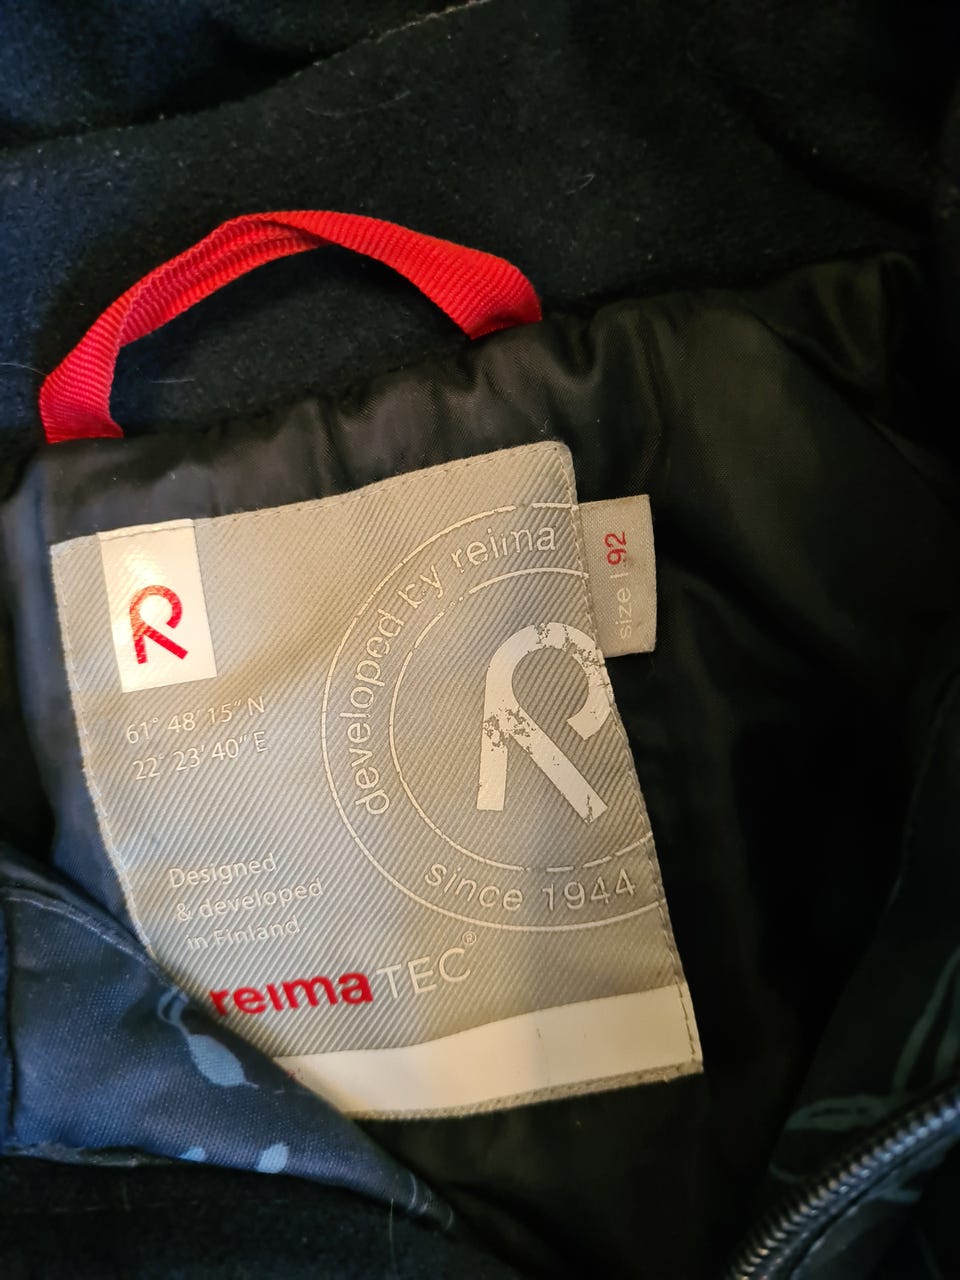 developed by reima
size | 92
61° 48' 15" N
22° 23' 40" E
since 1944
Designed
& developed
in Finland.
reimaTEC®